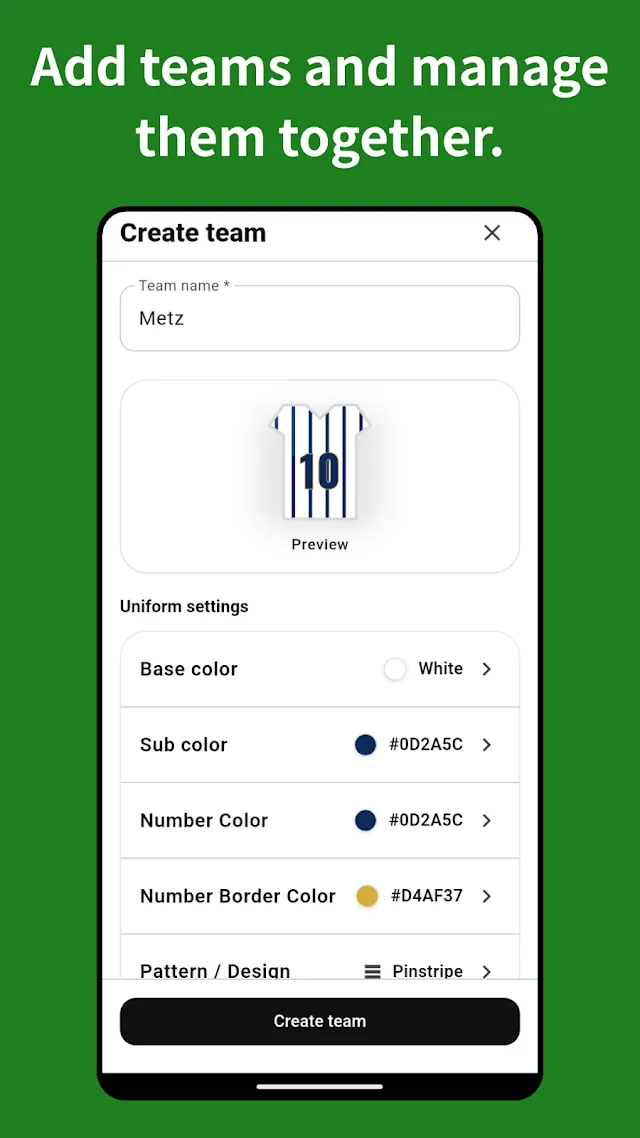 Add teams and manage
them together.
Create team
Team name *
Metz
10
Preview
Uniform settings
Base color White
Sub color #0D2A5C
Number Color #0D2A5C
Number Border Color #D4AF37
Pattern / Design Pinstripe
Create team